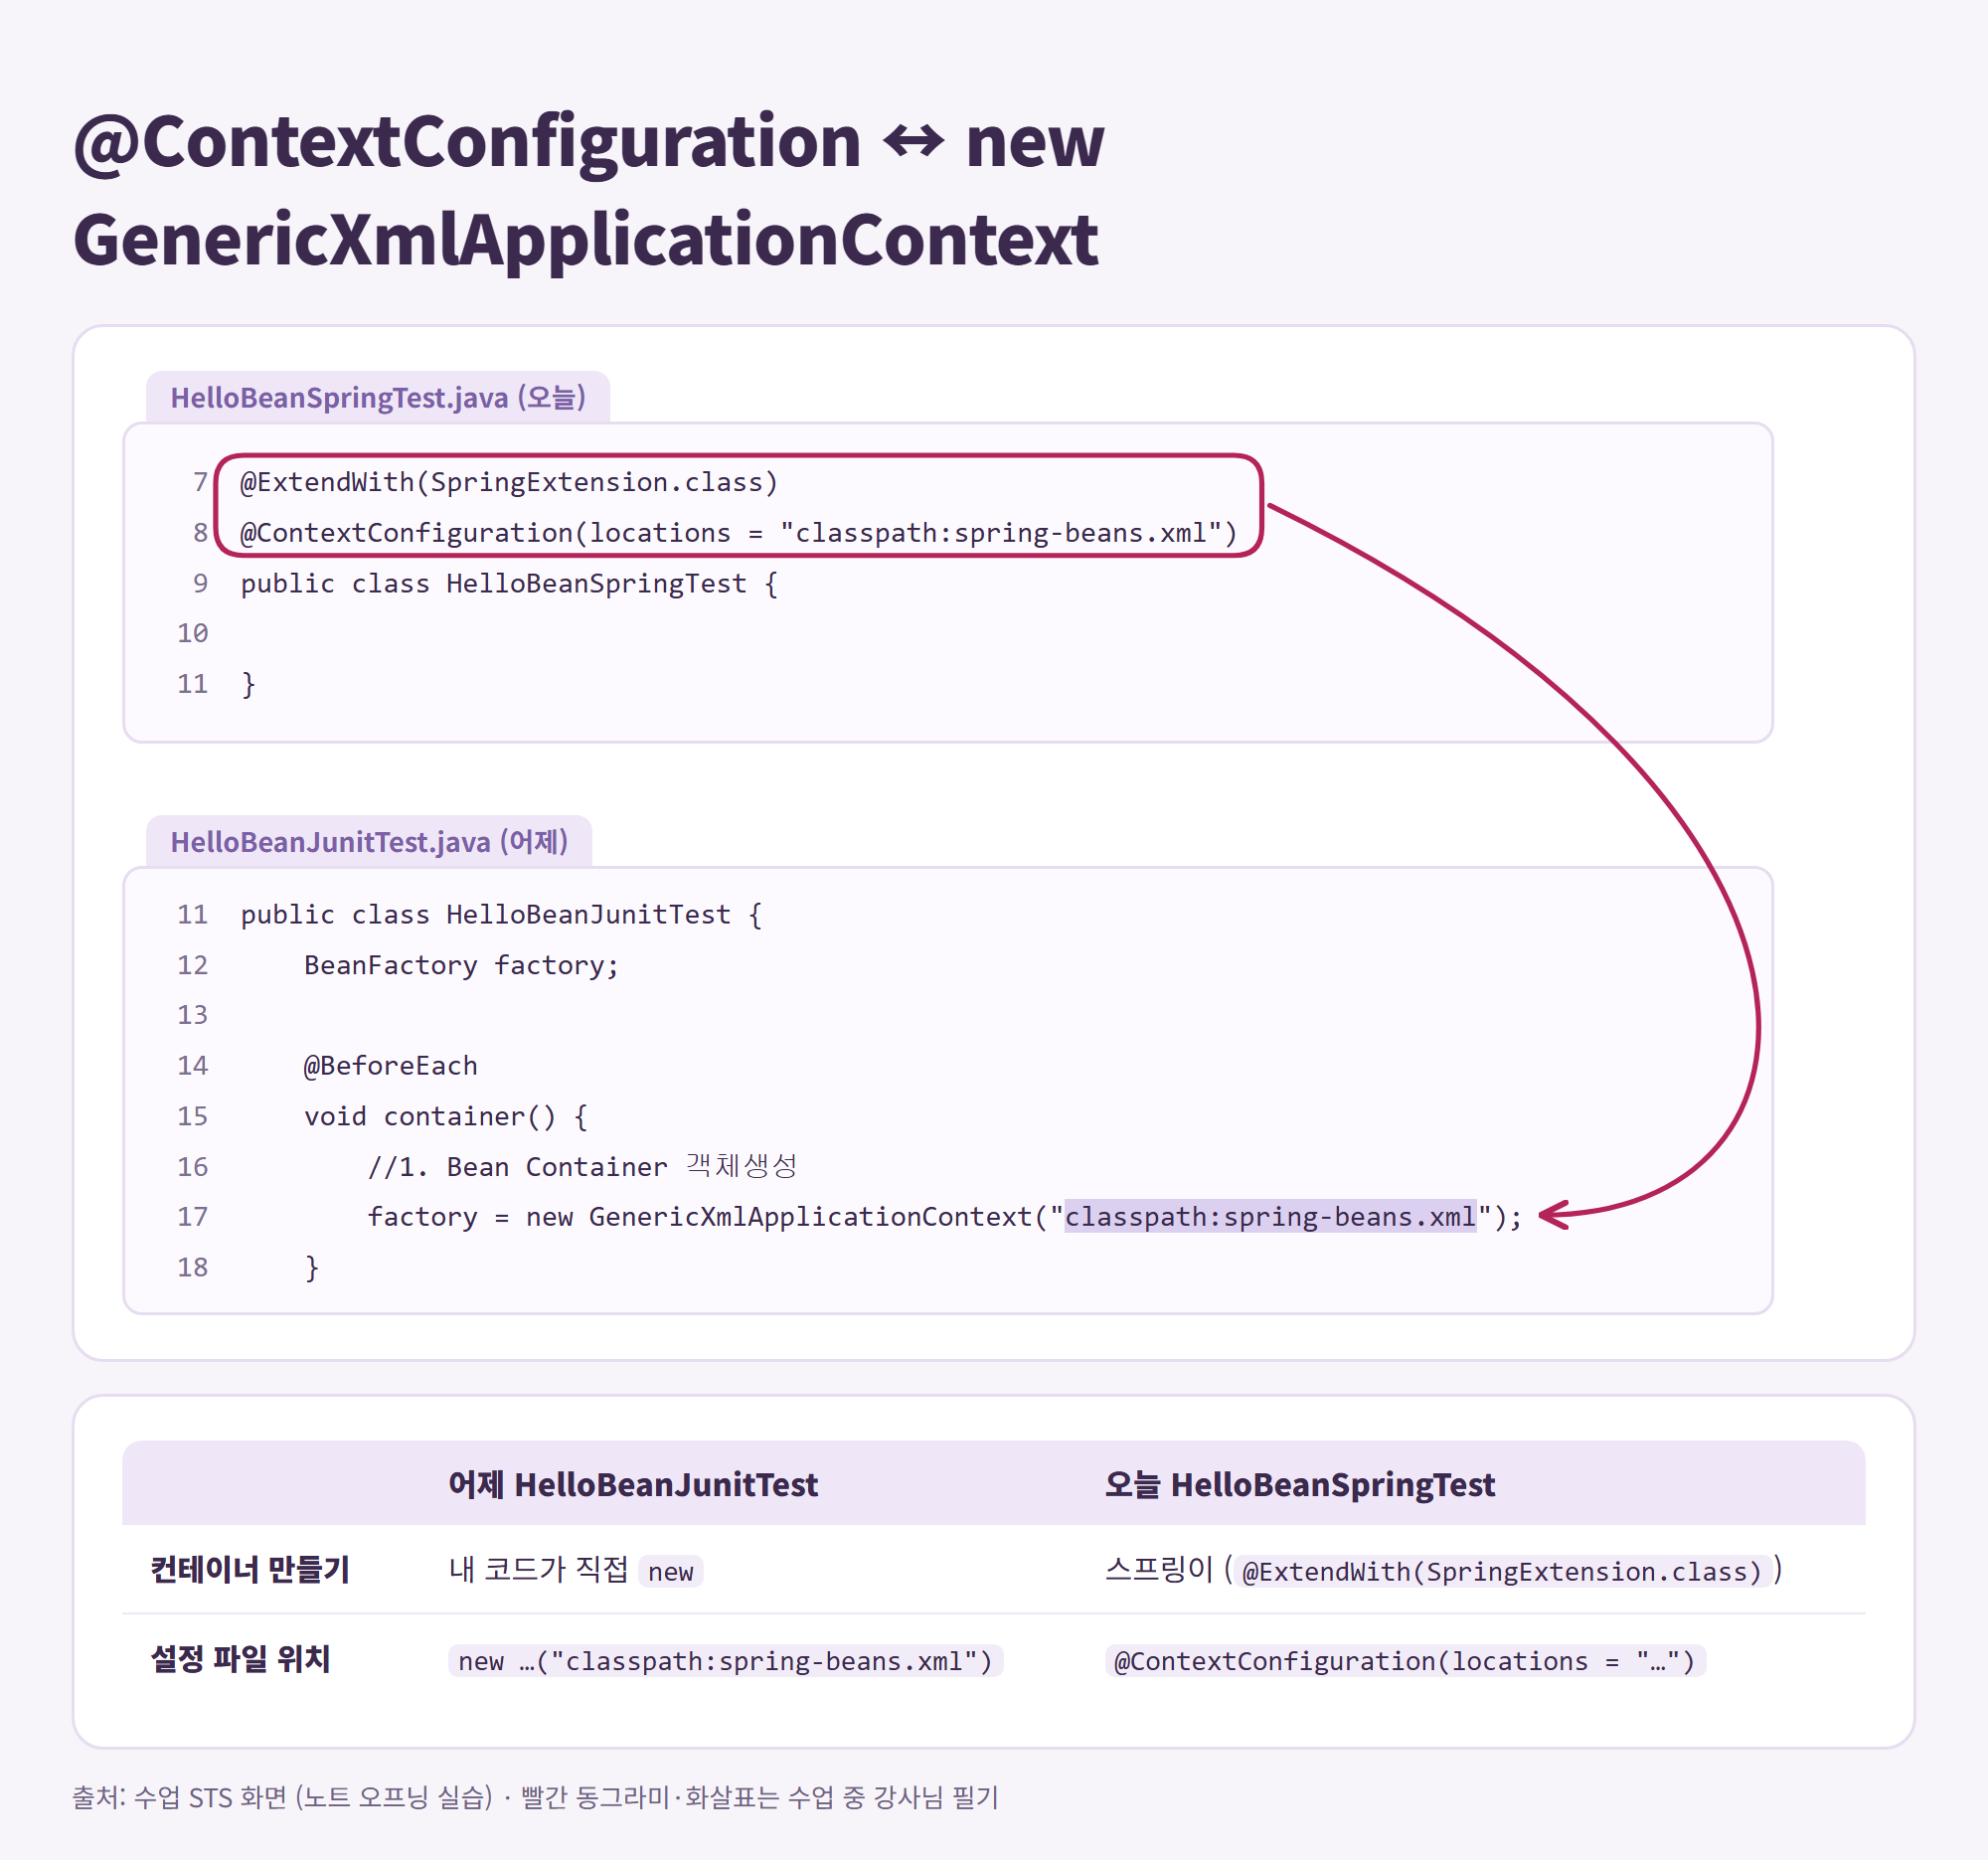 @ContextConfiguration ↔ new
GenericXmlApplicationContext
HelloBeanSpringTest.java (오늘)
7 @ExtendWith(SpringExtension.class)
8 @ContextConfiguration(locations = "classpath:spring-beans.xml")
9 public class HelloBeanSpringTest {
10
11 }
HelloBeanJunitTest.java (어제)
11 public class HelloBeanJunitTest {
12     BeanFactory factory;
13
14     @BeforeEach
15     void container() {
16         //1. Bean Container 객체생성
17         factory = new GenericXmlApplicationContext("classpath:spring-beans.xml");
18     }
어제 HelloBeanJunitTest 오늘 HelloBeanSpringTest
컨테이너 만들기 내 코드가 직접 new 스프링이 (@ExtendWith(SpringExtension.class))
설정 파일 위치 new …("classpath:spring-beans.xml") @ContextConfiguration(locations = "…")
출처: 수업 STS 화면 (노트 오프닝 실습) · 빨간 동그라미·화살표는 수업 중 강사님 필기